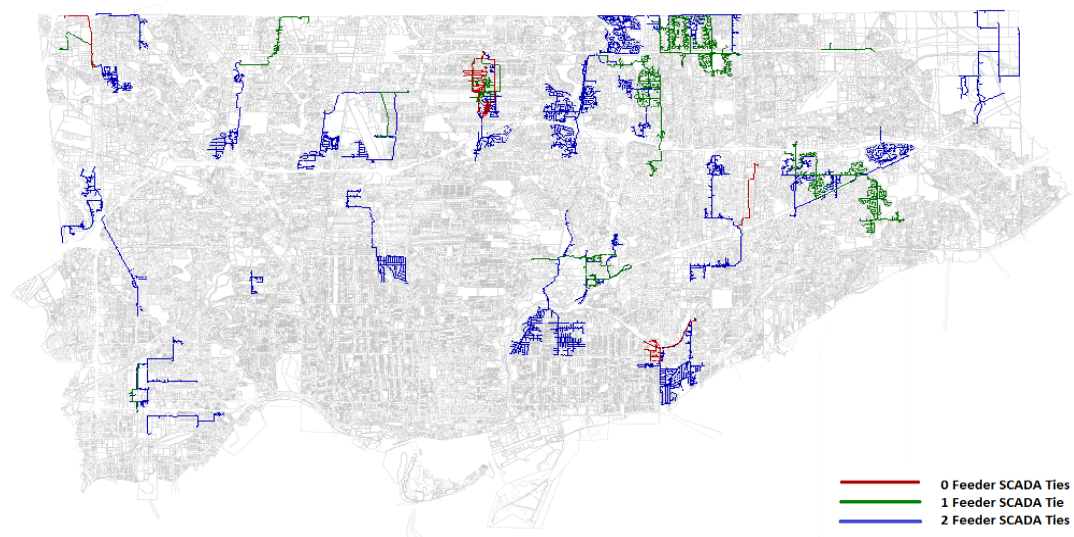 0 Feeder SCADA Ties
1 Feeder SCADA Tie
2 Feeder SCADA Ties